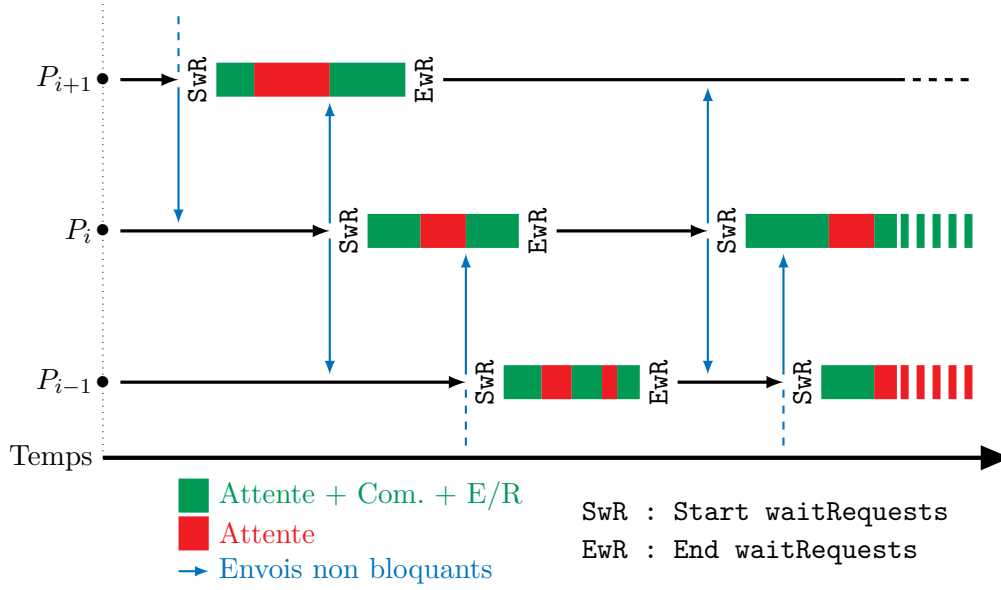 P_{i+1} SwR EwR
P_i SwR EwR SwR
P_{i−1} SwR EwR SwR
Temps
Attente + Com. + E/R
Attente
Envois non bloquants
SwR : Start waitRequests
EwR : End waitRequests